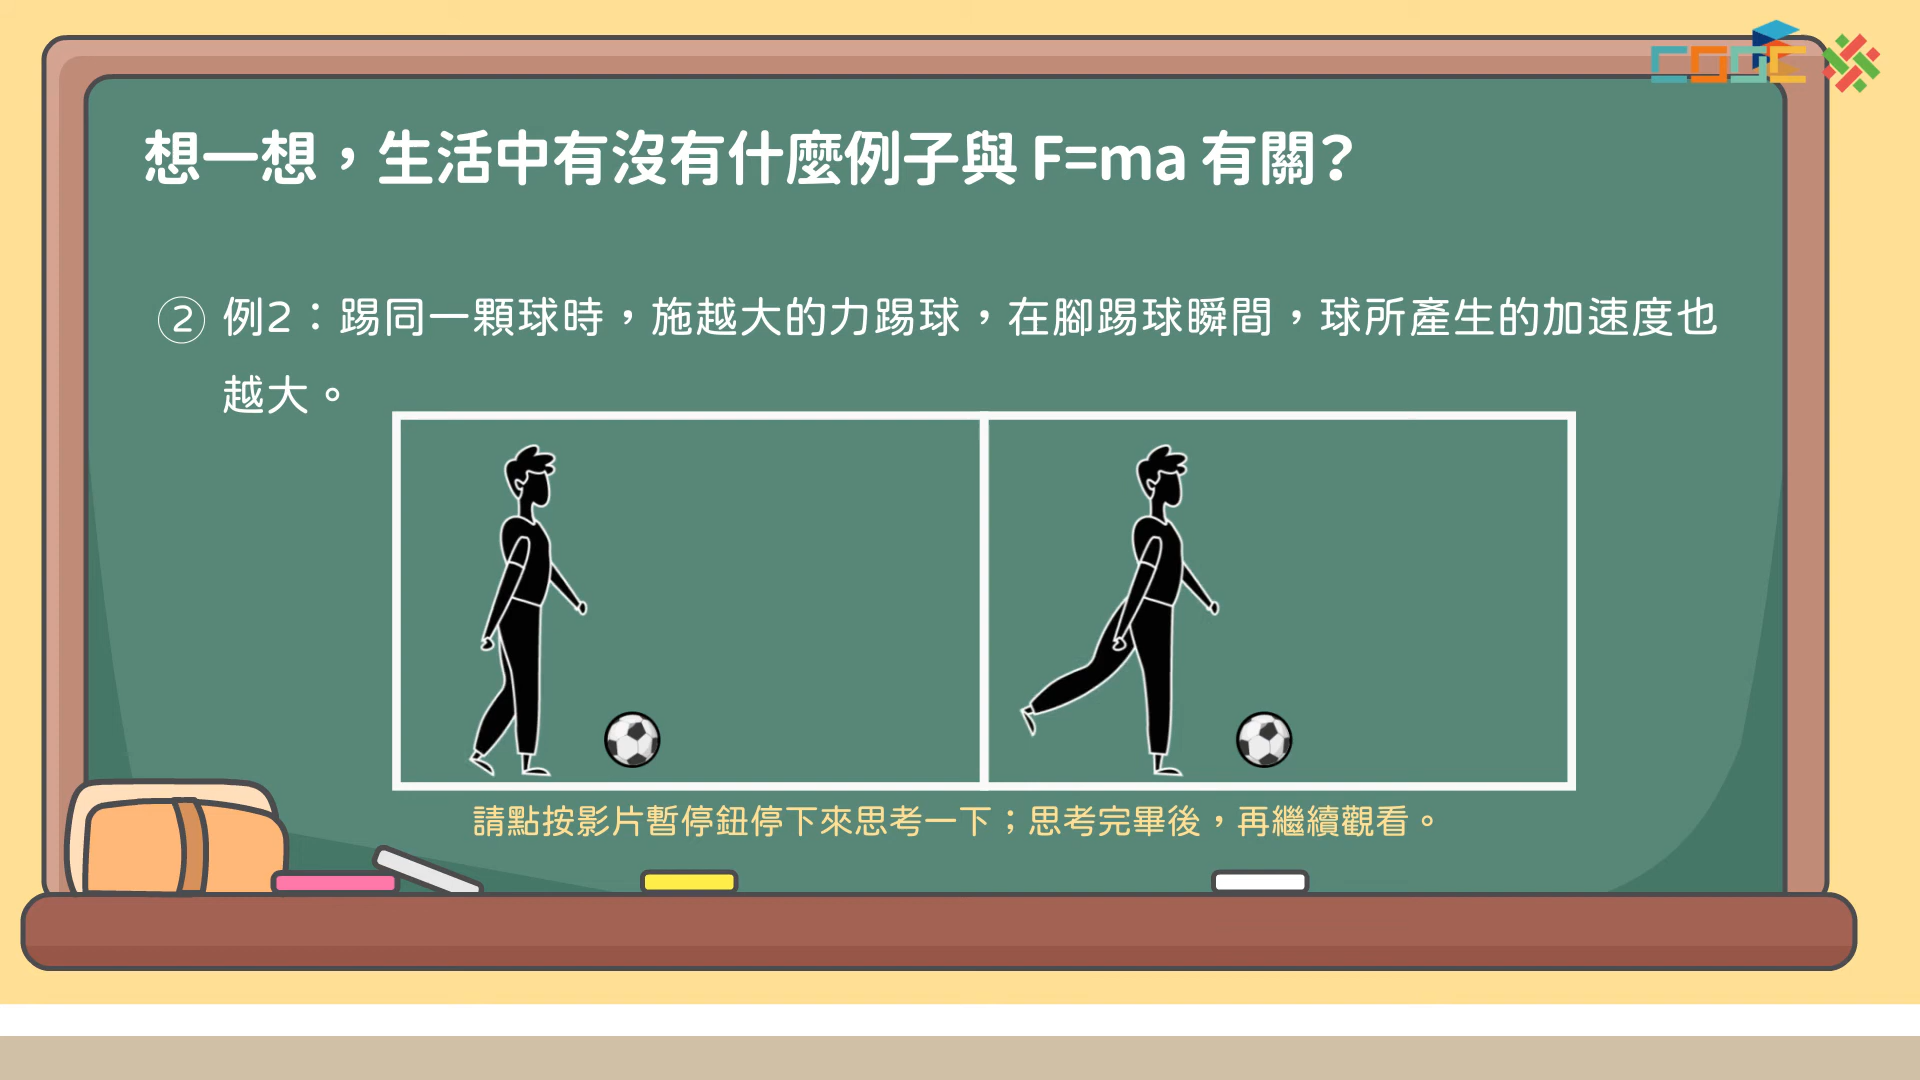 CODE
想一想，生活中有沒有什麼例子與 F=ma 有關？
② 例2：踢同一顆球時，施越大的力踢球，在腳踢球瞬間，球所產生的加速度也
越大。
請點按影片暫停鈕停下來思考一下；思考完畢後，再繼續觀看。